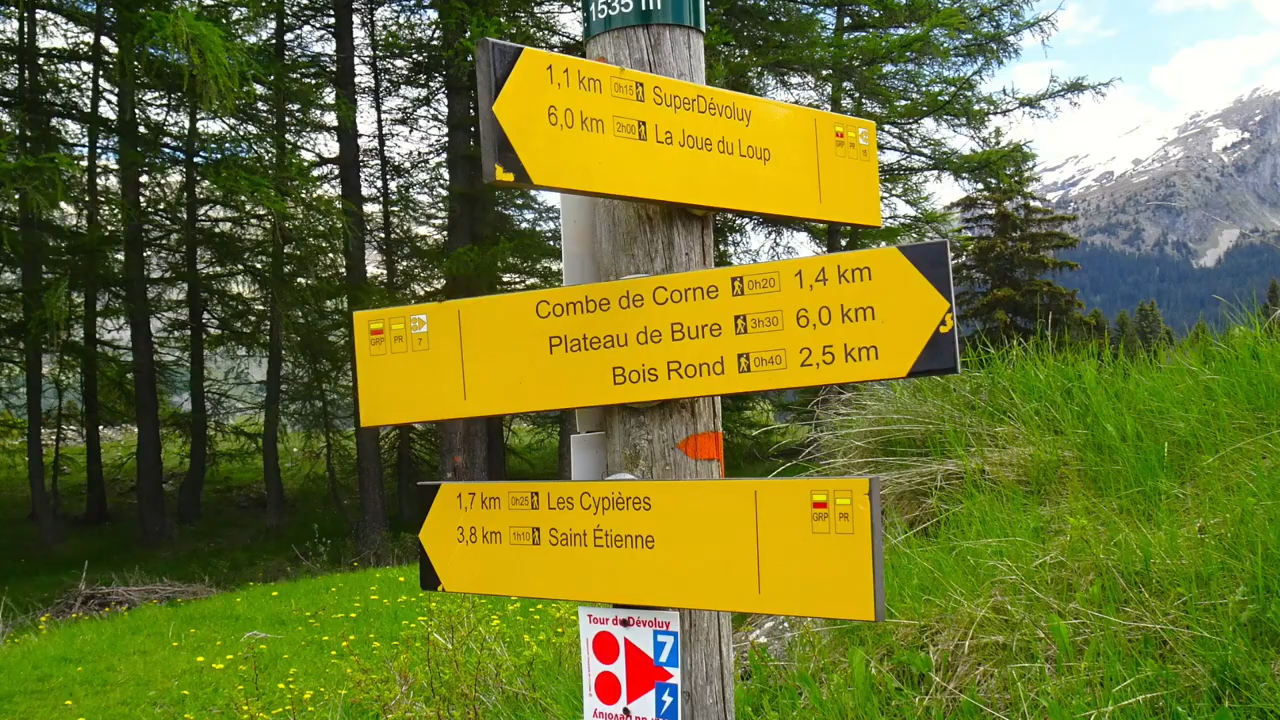 1535 m
1,1 km 0h15 SuperDévoluy
6,0 km 2h00 La Joue du Loup
GRP PR
Combe de Corne 0h20 1,4 km
Plateau de Bure 3h30 6,0 km
Bois Rond 0h40 2,5 km
GRP PR 7
1,7 km 0h25 Les Cypières
3,8 km 1h10 Saint Étienne
GRP PR
Tour du Dévoluy
7